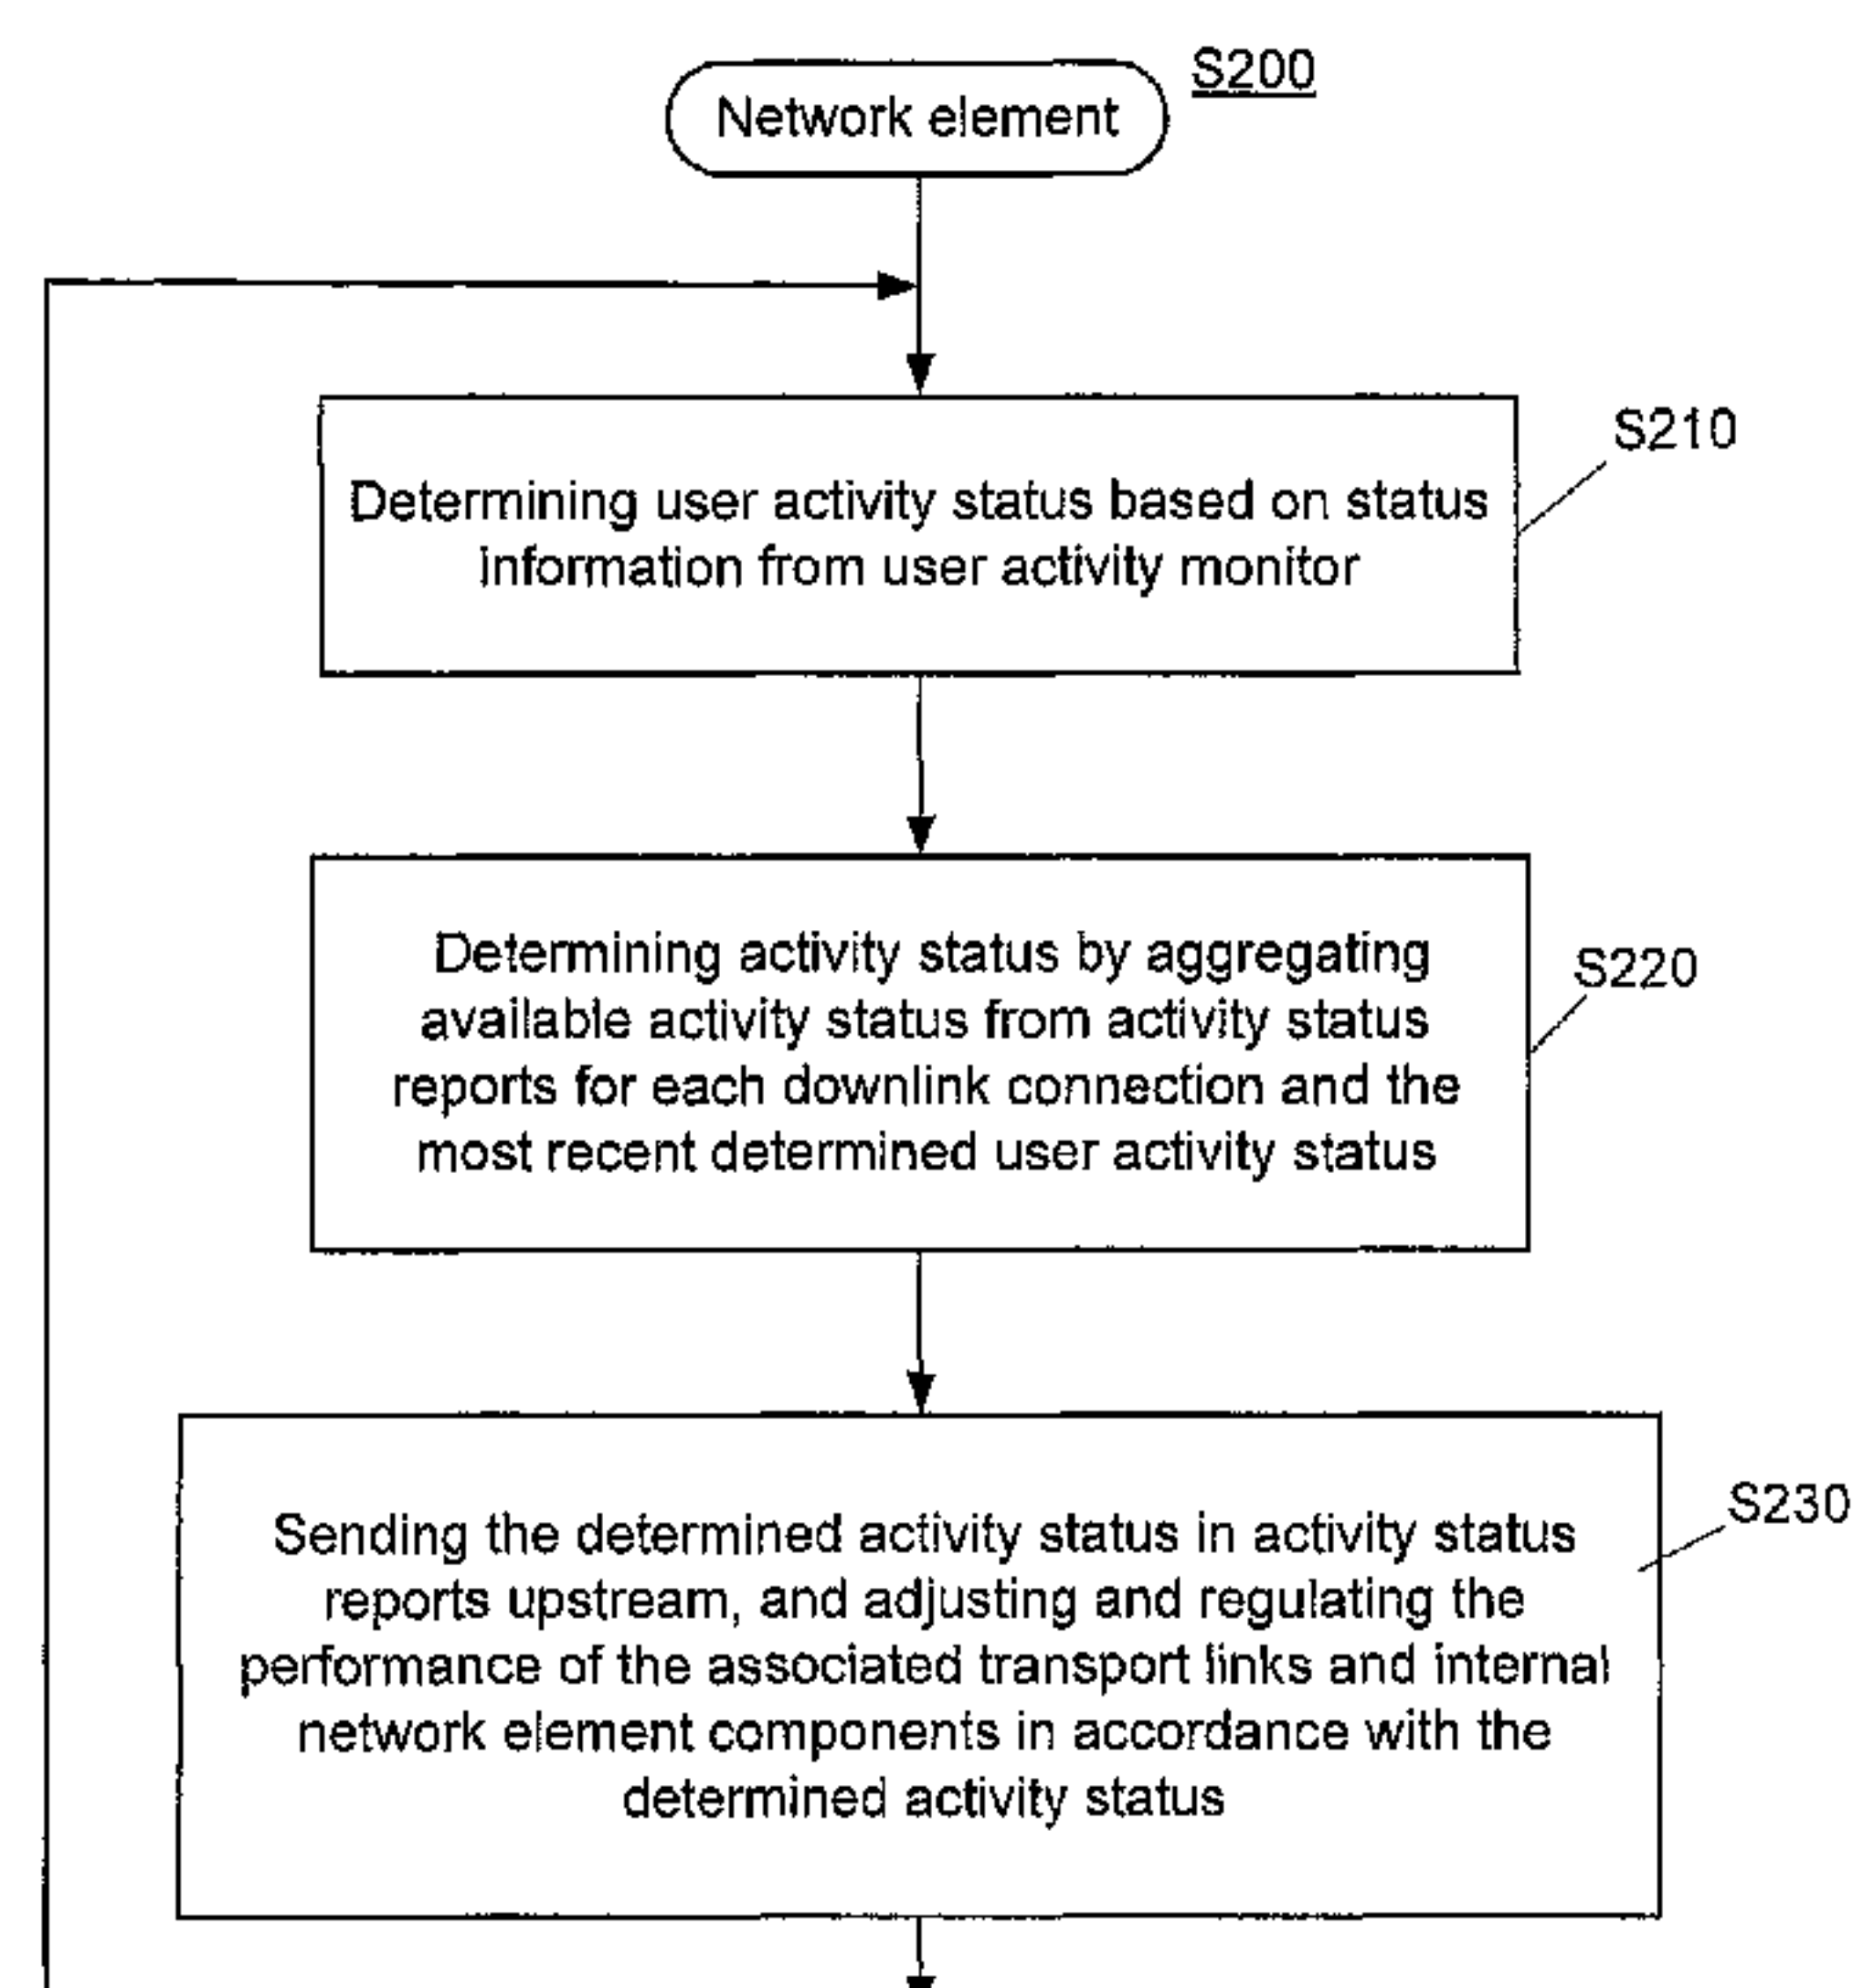 S200
Network element
S210
Determining user activity status based on status
information from user activity monitor
S220
Determining activity status by aggregating
available activity status from activity status
reports for each downlink connection and the
most recent determined user activity status
S230
Sending the determined activity status in activity status
reports upstream, and adjusting and regulating the
performance of the associated transport links and internal
network element components in accordance with the
determined activity status